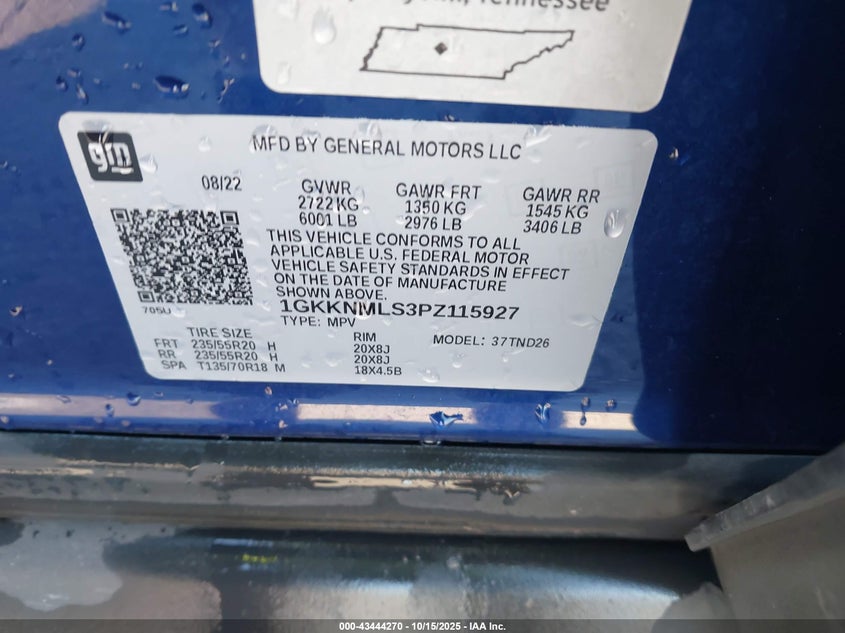 Tennessee
gm
MFD BY GENERAL MOTORS LLC
08/22 GVWR GAWR FRT GAWR RR
2722 KG 1350 KG 1545 KG
6001 LB 2976 LB 3406 LB
THIS VEHICLE CONFORMS TO ALL
APPLICABLE U.S. FEDERAL MOTOR
VEHICLE SAFETY STANDARDS IN EFFECT
ON THE DATE OF MANUFACTURE
SHOWN ABOVE.
705U 1GKKNMLS3PZ115927
TYPE: MPV
TIRE SIZE RIM MODEL: 37TND26
FRT 235/55R20 H 20X8J
RR 235/55R20 H 20X8J
SPA T135/70R18 M 18X4.5B
000-43444270 - 10/15/2025 - IAA Inc.